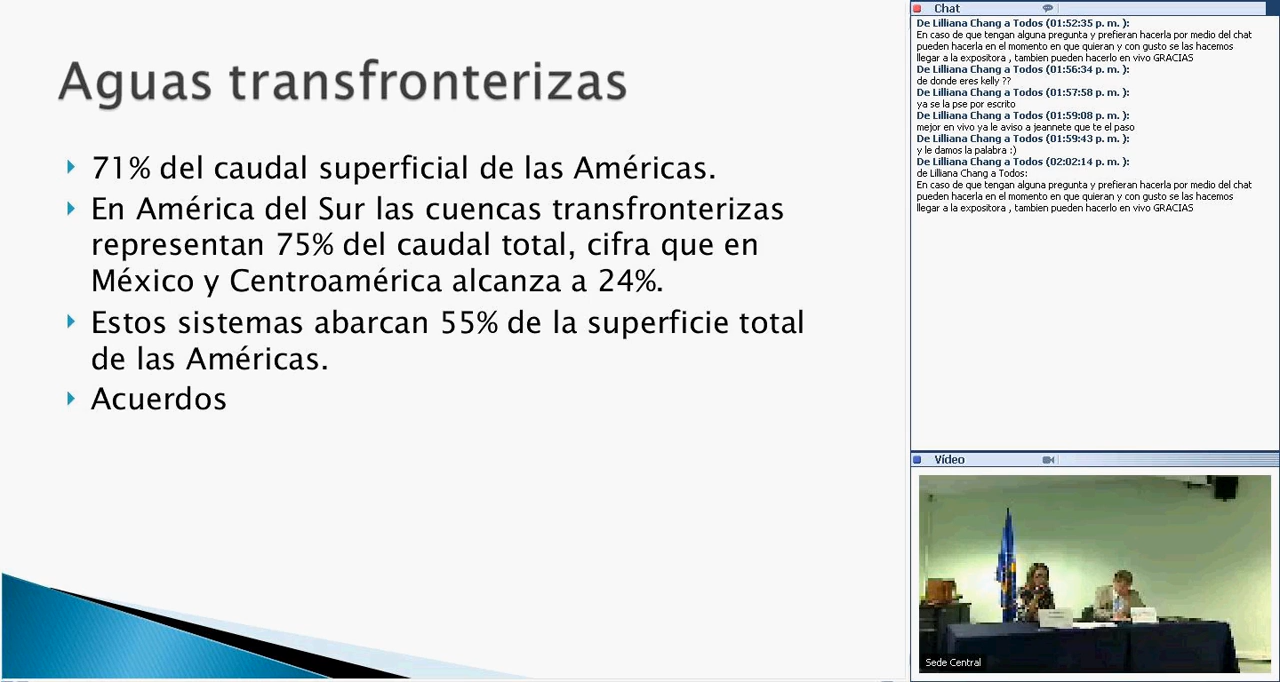 Aguas transfronterizas
71% del caudal superficial de las Américas.
En América del Sur las cuencas transfronterizas
representan 75% del caudal total, cifra que en
México y Centroamérica alcanza a 24%.
Estos sistemas abarcan 55% de la superficie total
de las Américas.
Acuerdos
Chat
De Lilliana Chang a Todos (01:52:35 p. m. ):
En caso de que tengan alguna pregunta y prefieran hacerla por medio del chat
pueden hacerla en el momento en que quieran y con gusto se las hacemos
llegar a la expositora , tambien pueden hacerlo en vivo GRACIAS
De Lilliana Chang a Todos (01:56:34 p. m. ):
de donde eres kelly ??
De Lilliana Chang a Todos (01:57:58 p. m. ):
ya se la pse por escrito
De Lilliana Chang a Todos (01:59:08 p. m. ):
mejor en vivo ya le aviso a jeannete que te el paso
De Lilliana Chang a Todos (01:59:43 p. m. ):
y le damos la palabra :)
De Lilliana Chang a Todos (02:02:14 p. m. ):
de Lilliana Chang a Todos:
En caso de que tengan alguna pregunta y prefieran hacerla por medio del chat
pueden hacerla en el momento en que quieran y con gusto se las hacemos
llegar a la expositora , tambien pueden hacerlo en vivo GRACIAS
Vídeo
Sede Central